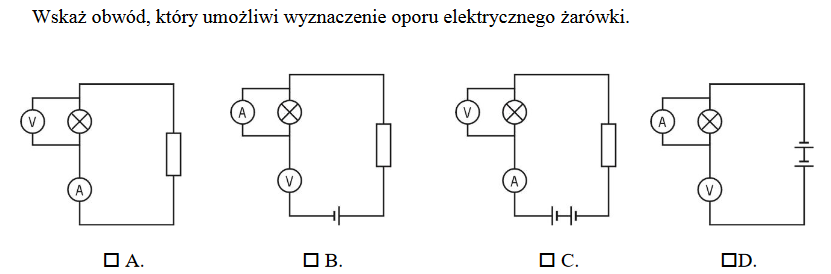 Wskaż obwód, który umożliwi wyznaczenie oporu elektrycznego żarówki.
V A
A V
V A
A V
A. B. C. D.